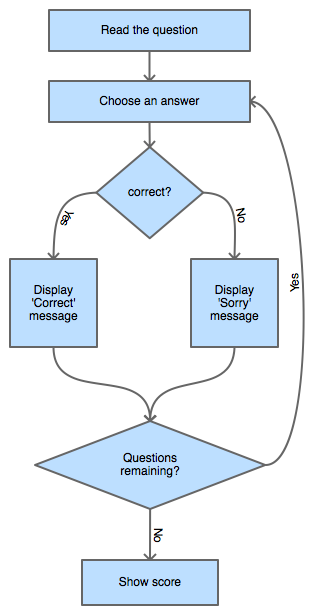 Read the question
Choose an answer
correct?
Yes
No
Display
'Correct'
message
Display
'Sorry'
message
Yes
Questions
remaining?
No
Show score